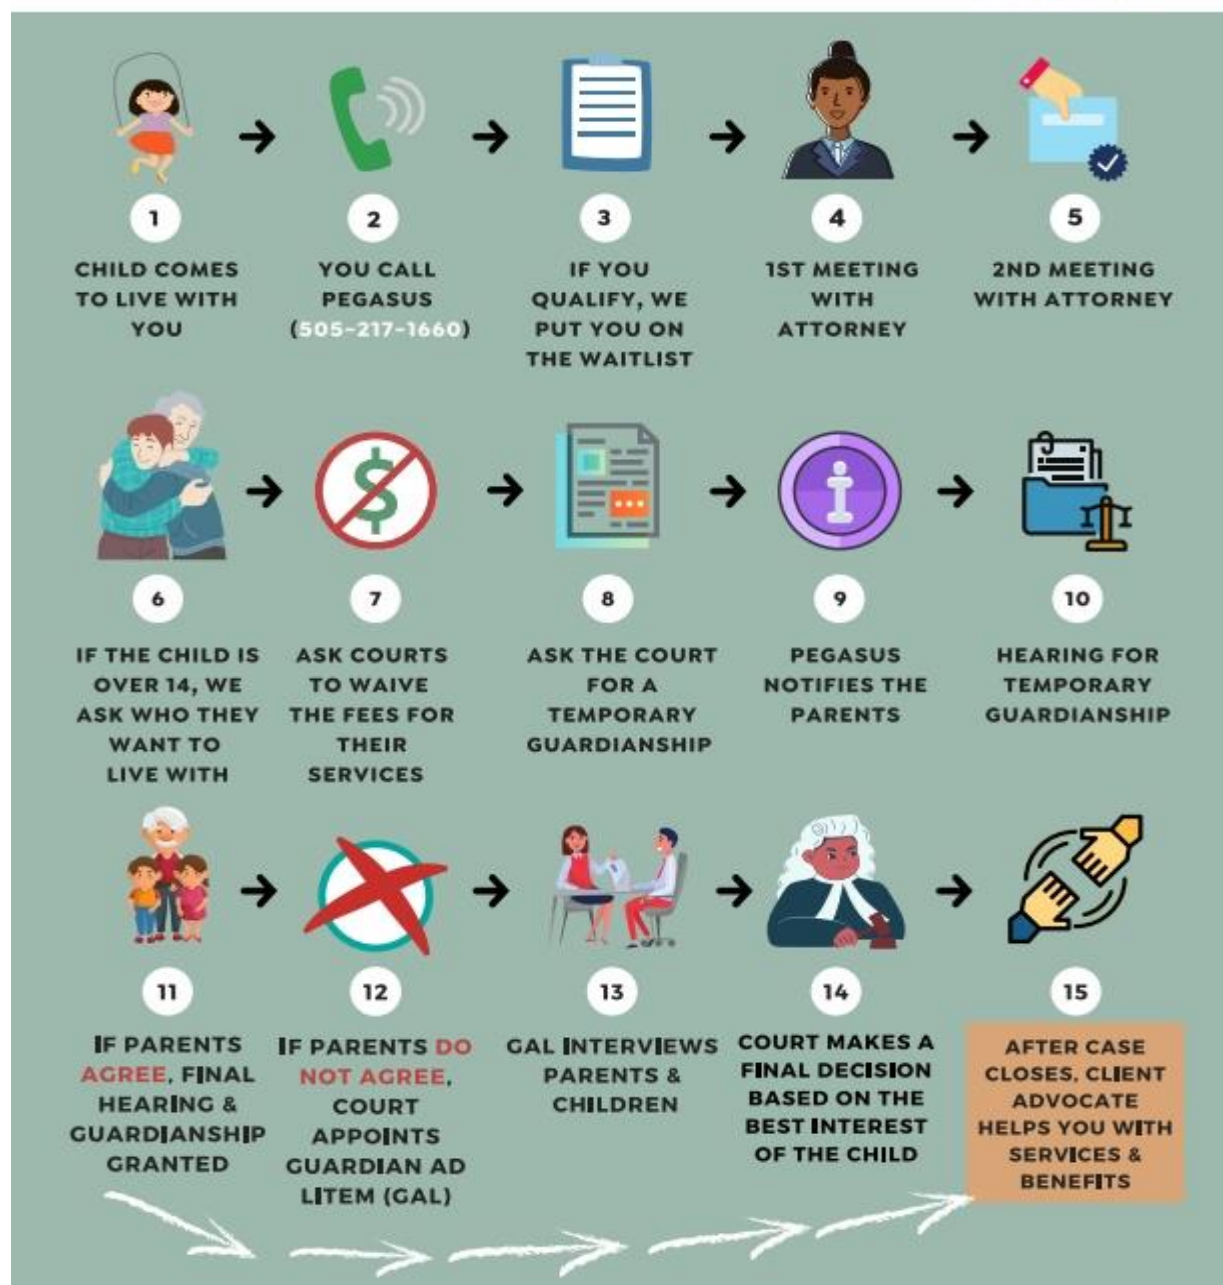 1
CHILD COMES
TO LIVE WITH
YOU
2
YOU CALL
PEGASUS
(505-217-1660)
3
IF YOU
QUALIFY, WE
PUT YOU ON
THE WAITLIST
4
1ST MEETING
WITH
ATTORNEY
5
2ND MEETING
WITH ATTORNEY
6
IF THE CHILD IS
OVER 14, WE
ASK WHO THEY
WANT TO
LIVE WITH
7
ASK COURTS
TO WAIVE
THE FEES FOR
THEIR
SERVICES
8
ASK THE COURT
FOR A
TEMPORARY
GUARDIANSHIP
9
PEGASUS
NOTIFIES THE
PARENTS
10
HEARING FOR
TEMPORARY
GUARDIANSHIP
11
IF PARENTS
AGREE, FINAL
HEARING &
GUARDIANSHIP
GRANTED
12
IF PARENTS DO
NOT AGREE,
COURT
APPOINTS
GUARDIAN AD
LITEM (GAL)
13
GAL INTERVIEWS
PARENTS &
CHILDREN
14
COURT MAKES A
FINAL DECISION
BASED ON THE
BEST INTEREST
OF THE CHILD
15
AFTER CASE
CLOSES, CLIENT
ADVOCATE
HELPS YOU WITH
SERVICES &
BENEFITS